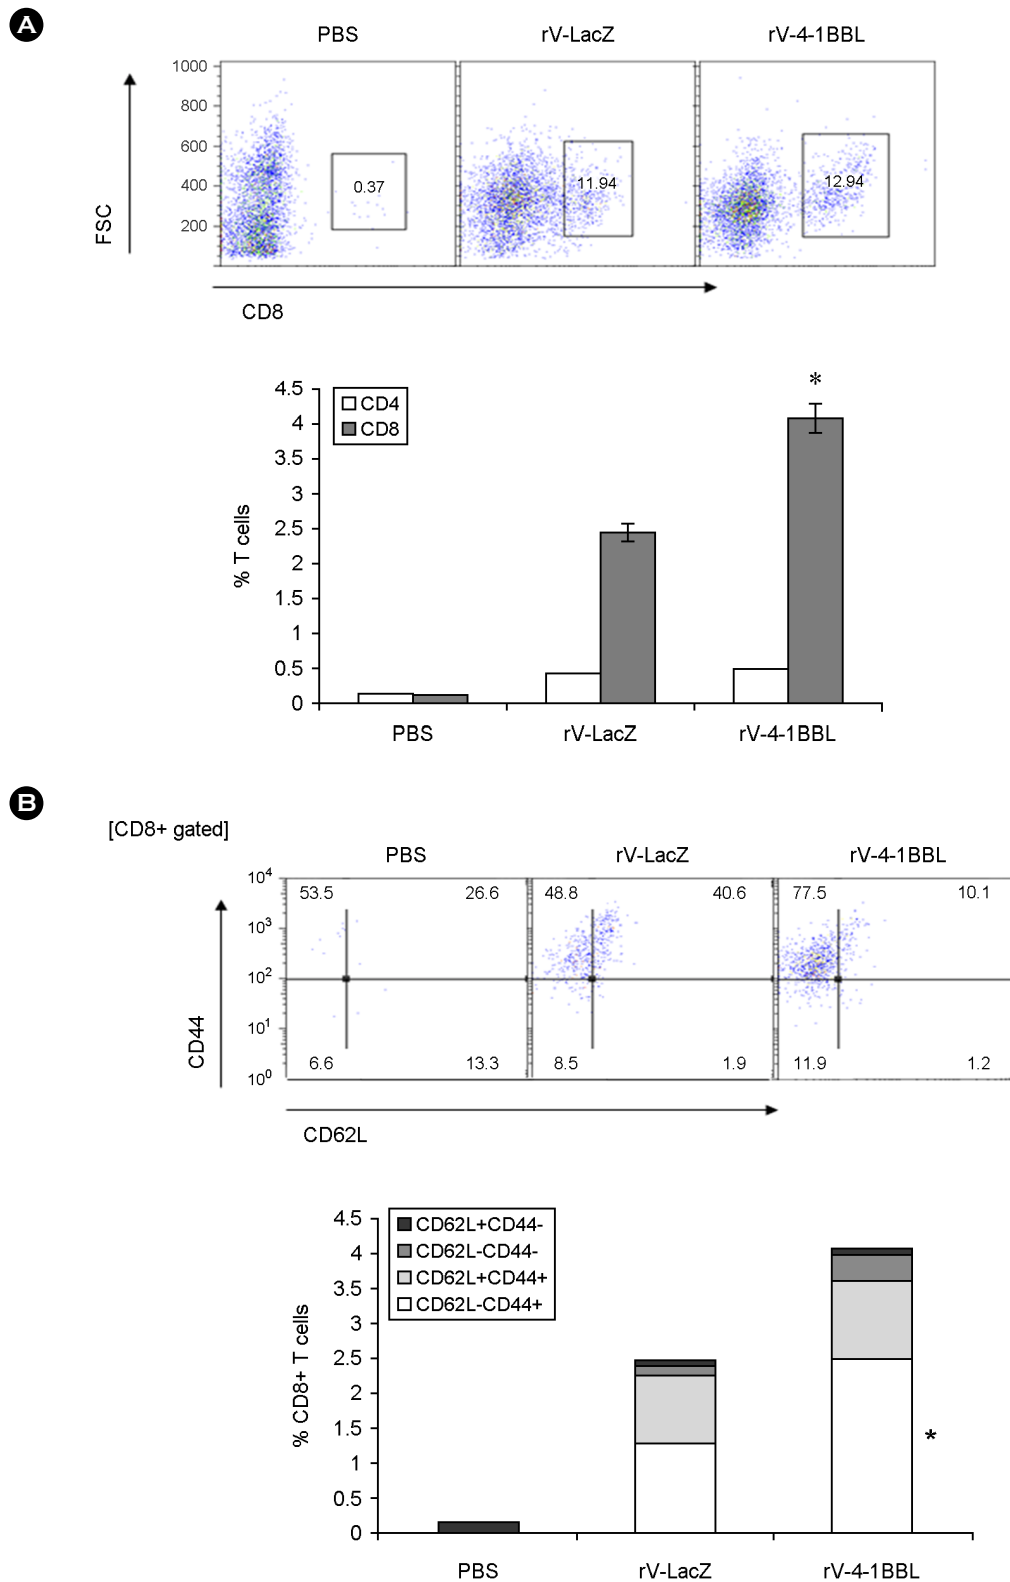 A
PBS rV-LacZ rV-4-1BBL
1000
800
600
400
200
FSC
0.37
11.94
12.94
CD8
*
4.5
4
3.5
3
2.5
2
1.5
1
0.5
0
% T cells
CD4
CD8
PBS rV-LacZ rV-4-1BBL
B
[CD8+ gated]
PBS rV-LacZ rV-4-1BBL
10⁴
10³
10²
10¹
10⁰
CD44
53.5 26.6 48.8 40.6 77.5 10.1
6.6 13.3 8.5 1.9 11.9 1.2
CD62L
4.5
4
3.5
3
2.5
2
1.5
1
0.5
0
% CD8+ T cells
CD62L+CD44-
CD62L-CD44-
CD62L+CD44+
CD62L-CD44+
*
PBS rV-LacZ rV-4-1BBL